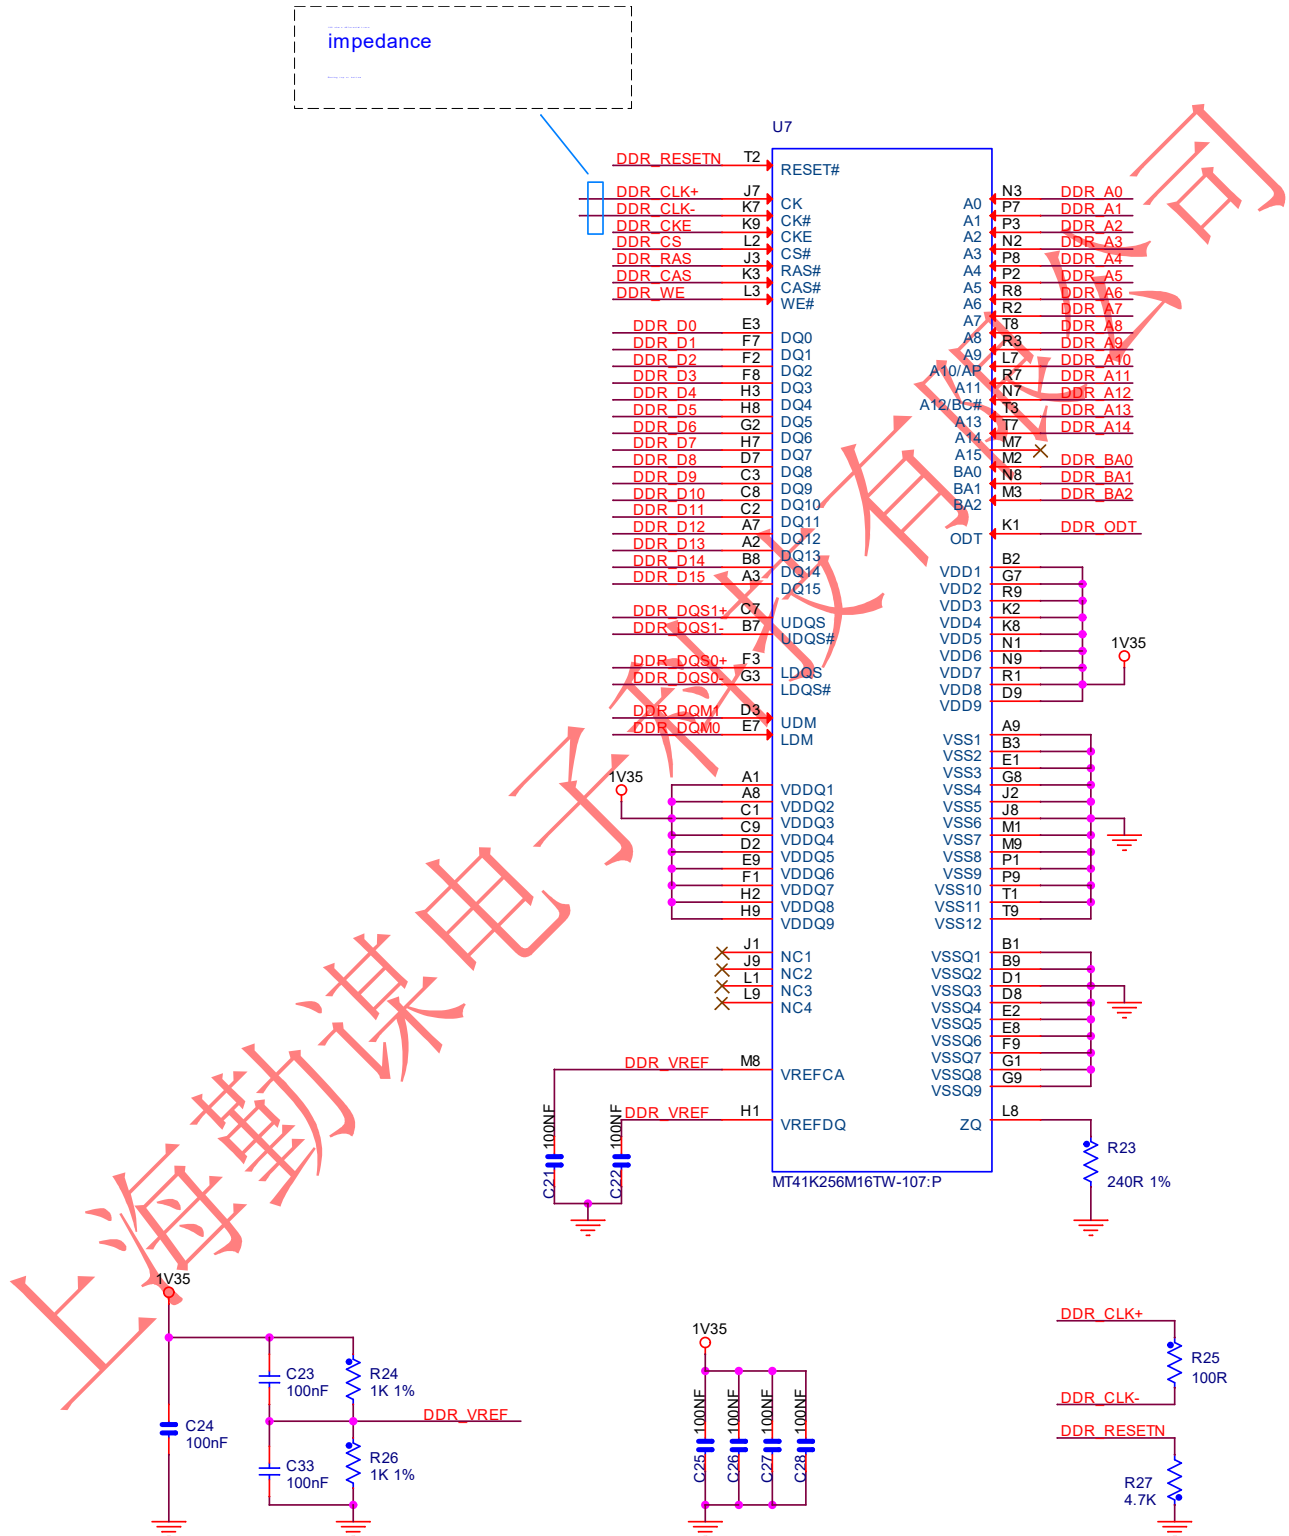 impedance
U7
DDR_RESETN T2 RESET#
DDR_CLK+ J7 CK
DDR_CLK- K7 CK#
DDR_CKE K9 CKE
DDR_CS L2 CS#
DDR_RAS J3 RAS#
DDR_CAS K3 CAS#
DDR_WE L3 WE#
DDR_D0 E3 DQ0
DDR_D1 F7 DQ1
DDR_D2 F2 DQ2
DDR_D3 F8 DQ3
DDR_D4 H3 DQ4
DDR_D5 H8 DQ5
DDR_D6 G2 DQ6
DDR_D7 H7 DQ7
DDR_D8 D7 DQ8
DDR_D9 C3 DQ9
DDR_D10 C8 DQ10
DDR_D11 C2 DQ11
DDR_D12 A7 DQ12
DDR_D13 A2 DQ13
DDR_D14 B8 DQ14
DDR_D15 A3 DQ15
DDR_DQS1+ C7 UDQS
DDR_DQS1- B7 UDQS#
DDR_DQS0+ F3 LDQS
DDR_DQS0- G3 LDQS#
DDR_DQM1 D3 UDM
DDR_DQM0 E7 LDM
1V35
A1 VDDQ1
A8 VDDQ2
C1 VDDQ3
C9 VDDQ4
D2 VDDQ5
E9 VDDQ6
F1 VDDQ7
H2 VDDQ8
H9 VDDQ9
J1 NC1
J9 NC2
L1 NC3
L9 NC4
DDR_VREF M8 VREFCA
DDR_VREF H1 VREFDQ
C21 100NF
C22 100NF
A0 N3 DDR_A0
A1 P7 DDR_A1
A2 P3 DDR_A2
A3 N2 DDR_A3
A4 P8 DDR_A4
A5 P2 DDR_A5
A6 R8 DDR_A6
A7 R2 DDR_A7
A8 T8 DDR_A8
A9 R3 DDR_A9
A10/AP L7 DDR_A10
A11 R7 DDR_A11
A12/BC# N7 DDR_A12
A13 T3 DDR_A13
A14 T7 DDR_A14
A15 M7
BA0 M2 DDR_BA0
BA1 N8 DDR_BA1
BA2 M3 DDR_BA2
ODT K1 DDR_ODT
VDD1 B2
VDD2 G7
VDD3 R9
VDD4 K2
VDD5 K8
VDD6 N1
VDD7 N9
VDD8 R1
VDD9 D9
1V35
VSS1 A9
VSS2 B3
VSS3 E1
VSS4 G8
VSS5 J2
VSS6 J8
VSS7 M1
VSS8 M9
VSS9 P1
VSS10 P9
VSS11 T1
VSS12 T9
VSSQ1 B1
VSSQ2 B9
VSSQ3 D1
VSSQ4 D8
VSSQ5 E2
VSSQ6 E8
VSSQ7 F9
VSSQ8 G1
VSSQ9 G9
ZQ L8
R23
240R 1%
MT41K256M16TW-107:P
上海勤谋电子科技有限公司
1V35
C24
100nF
C23
100nF
R24
1K 1%
DDR_VREF
C33
100nF
R26
1K 1%
1V35
C25 100NF
C26 100NF
C27 100NF
C28 100NF
DDR_CLK+
R25
100R
DDR_CLK-
DDR_RESETN
R27
4.7K